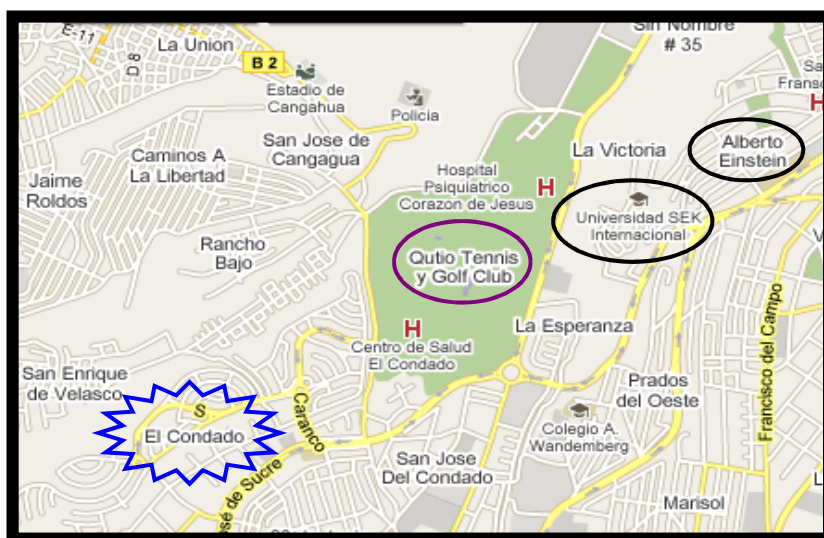 Sin Nombre
# 35
E-11
D 8
La Union
B 2
Estadio de
Cangahua
Policia
San Jose de
Cangagua
Caminos A
La Libertad
Jaime
Roldos
Hospital
Psiquiatrico
Corazon de Jesus
H
La Victoria
Alberto
Einstein
H
Universidad SEK
Internacional
Rancho
Bajo
Qutio Tennis
y Golf Club
H
Centro de Salud
El Condado
La Esperanza
San Enrique
de Velasco
S
El Condado
Caranco
Prados
del Oeste
Francisco del Campo
Colegio A.
Wandemberg
San Jose
Del Condado
de Sucre
Marisol